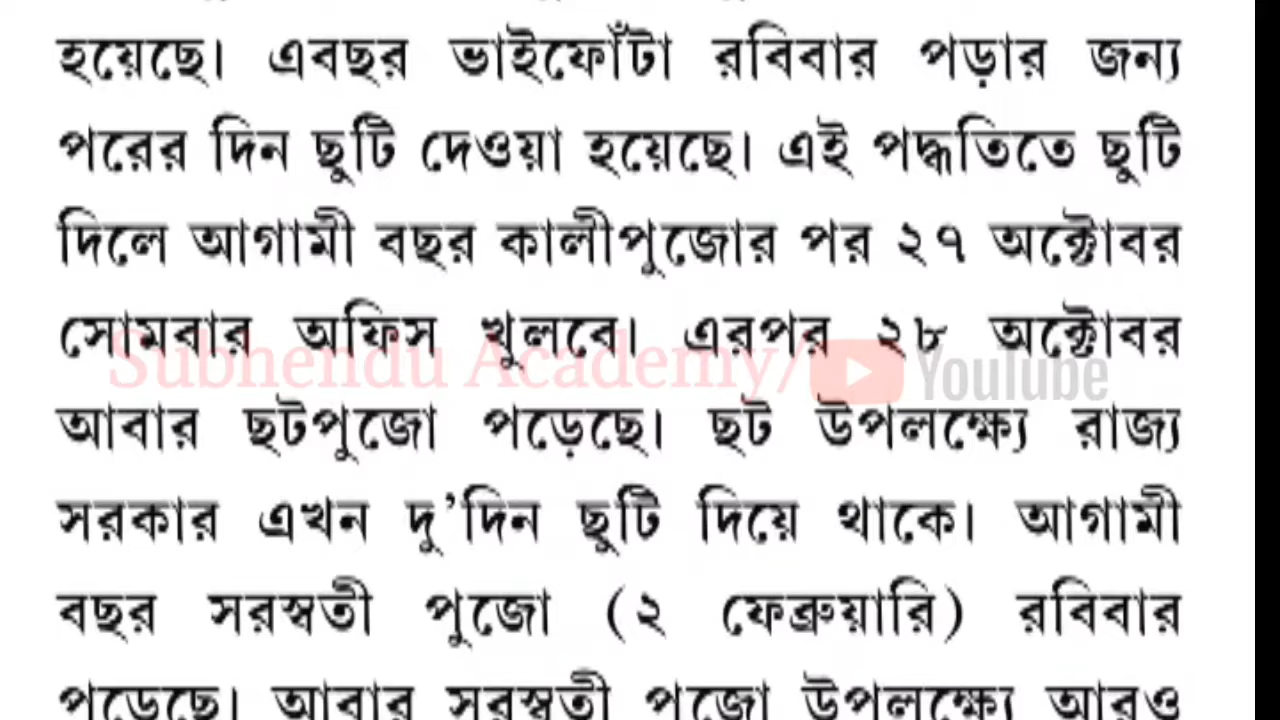 হয়েছে। এবছর ভাইফোঁটা রবিবার পড়ার জন্য
পরের দিন ছুটি দেওয়া হয়েছে। এই পদ্ধতিতে ছুটি
দিলে আগামী বছর কালীপুজোর পর ২৭ অক্টোবর
সোমবার অফিস খুলবে। এরপর ২৮ অক্টোবর
Subhendu Academy/ YouTube
আবার ছটপুজো পড়েছে। ছট উপলক্ষ্যে রাজ্য
সরকার এখন দু’দিন ছুটি দিয়ে থাকে। আগামী
বছর সরস্বতী পুজো (২ ফেব্রুয়ারি) রবিবার
পড়েছে। আবার সরস্বতী পুজো উপলক্ষ্যে আরও